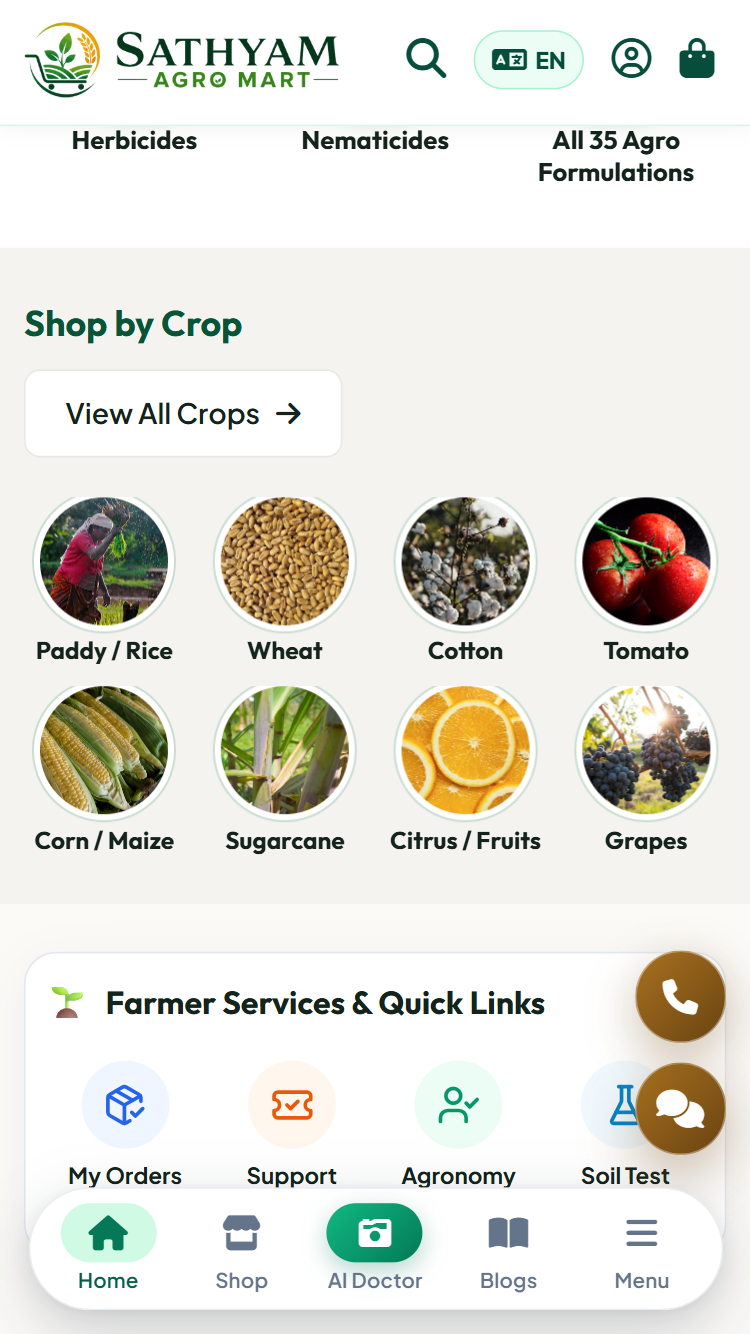 SATHYAM
AGRO MART
EN
Herbicides
Nematicides
All 35 Agro
Formulations
Shop by Crop
View All Crops
Paddy / Rice
Wheat
Cotton
Tomato
Corn / Maize
Sugarcane
Citrus / Fruits
Grapes
Farmer Services & Quick Links
My Orders
Support
Agronomy
Soil Test
Home
Shop
AI Doctor
Blogs
Menu